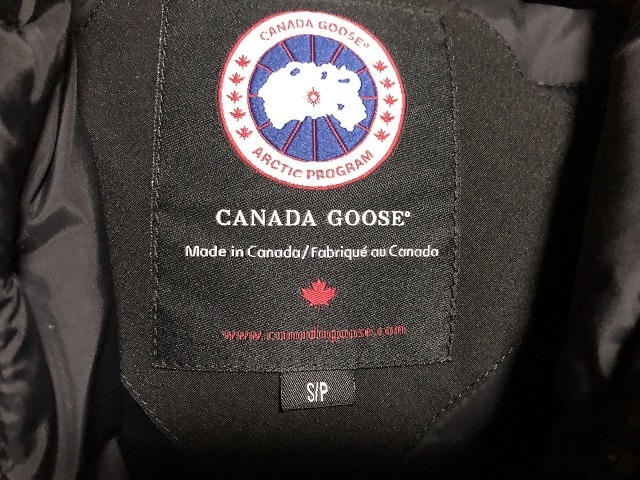 CANADA GOOSE®
ARCTIC PROGRAM
CANADA GOOSE®
Made in Canada/Fabriqué au Canada
www.canadagoose.com
S/P